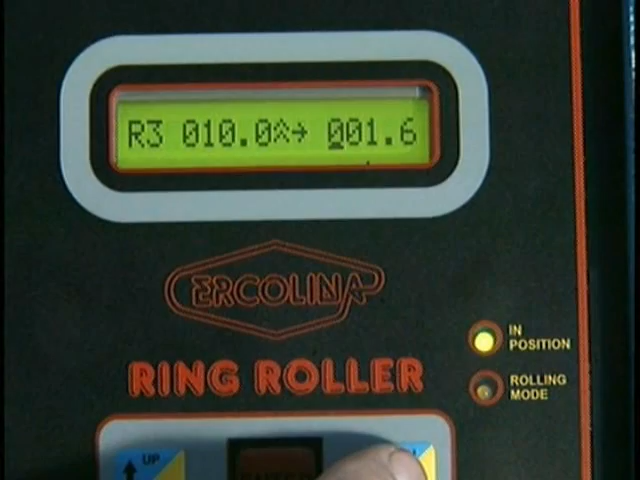 R3 010.0⯭→ 001.6
ERCOLINA
RING ROLLER
IN
POSITION
ROLLING
MODE
UP